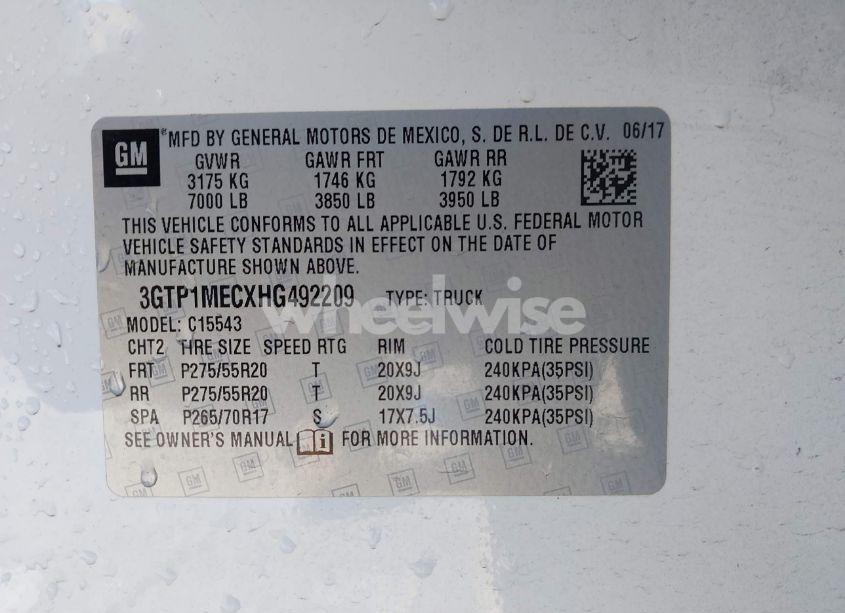 GM
® MFD BY GENERAL MOTORS DE MEXICO, S. DE R.L. DE C.V. 06/17
GVWR GAWR FRT GAWR RR
3175 KG 1746 KG 1792 KG
7000 LB 3850 LB 3950 LB
THIS VEHICLE CONFORMS TO ALL APPLICABLE U.S. FEDERAL MOTOR
VEHICLE SAFETY STANDARDS IN EFFECT ON THE DATE OF
MANUFACTURE SHOWN ABOVE.
3GTP1MECXHG492209 TYPE: TRUCK
wheelwise
MODEL: C15543
CHT2 TIRE SIZE SPEED RTG RIM COLD TIRE PRESSURE
FRT P275/55R20 T 20X9J 240KPA(35PSI)
RR P275/55R20 T 20X9J 240KPA(35PSI)
SPA P265/70R17 S 17X7.5J 240KPA(35PSI)
SEE OWNER'S MANUAL i FOR MORE INFORMATION.